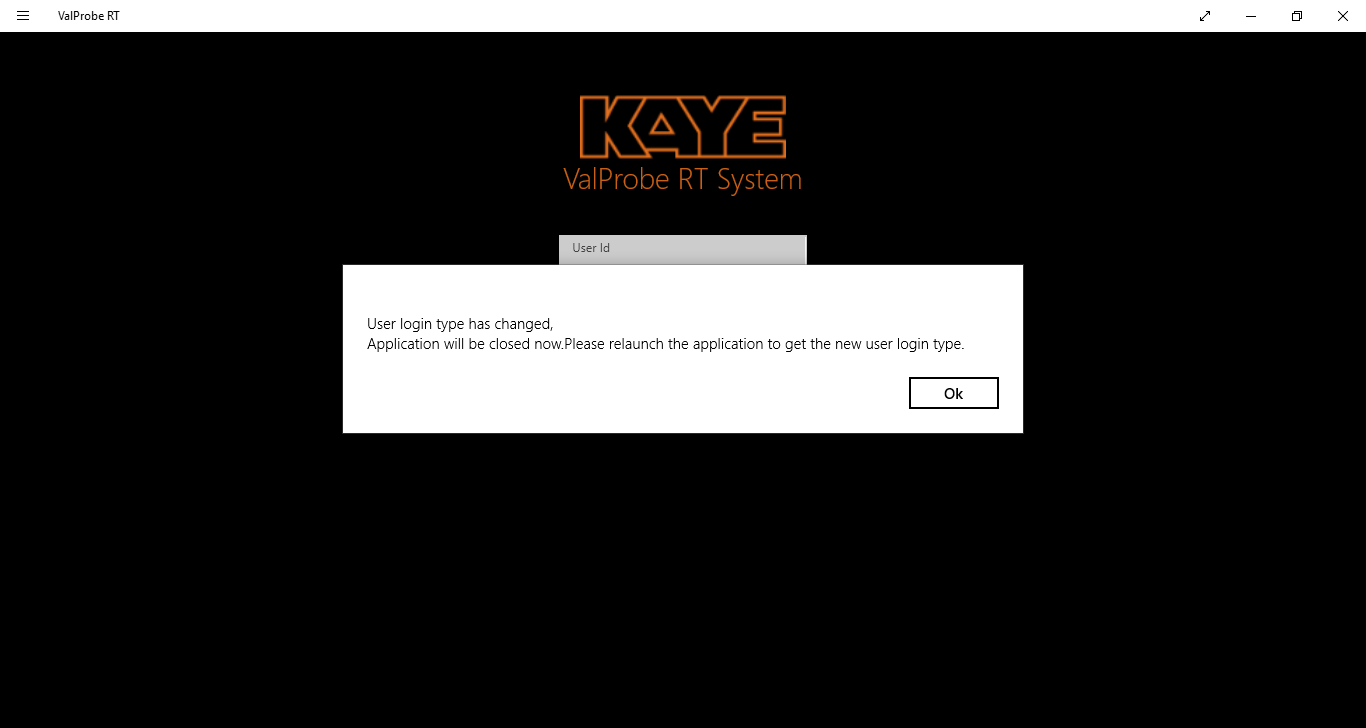 ValProbe RT
KAYE
ValProbe RT System
User Id
User login type has changed,
Application will be closed now.Please relaunch the application to get the new user login type.
Ok